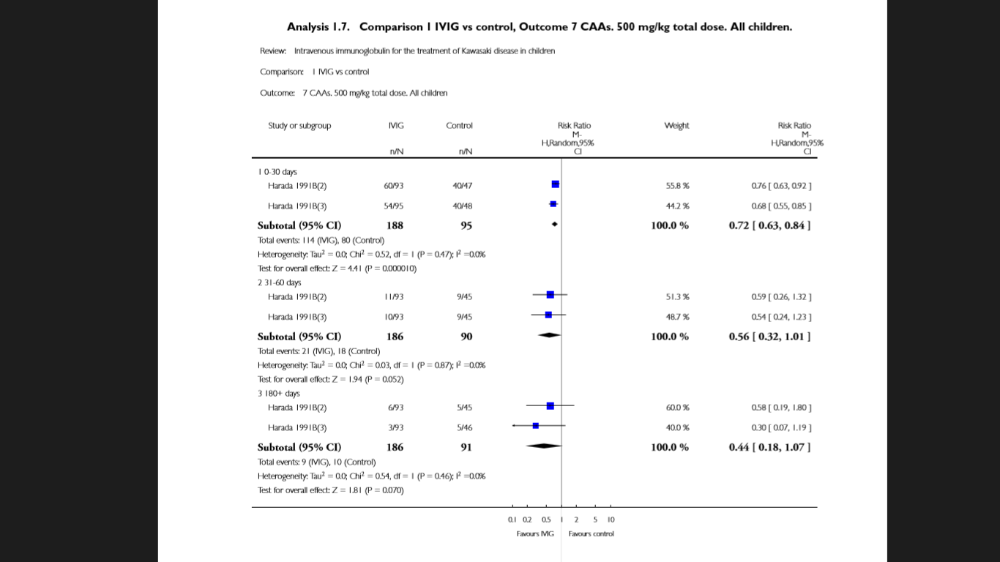 Analysis 1.7. Comparison 1 IVIG vs control, Outcome 7 CAAs. 500 mg/kg total dose. All children.
Review: Intravenous immunoglobulin for the treatment of Kawasaki disease in children
Comparison: 1 IVIG vs control
Outcome: 7 CAAs. 500 mg/kg total dose. All children
Study or subgroup IVIG Control Risk Ratio Weight Risk Ratio
M- M-
H,Random,95% H,Random,95%
n/N n/N CI CI
1 0-30 days
Harada 1991B(2) 60/93 40/47 55.8 % 0.76 [ 0.63, 0.92 ]
Harada 1991B(3) 54/95 40/48 44.2 % 0.68 [ 0.55, 0.85 ]
Subtotal (95% CI) 188 95 100.0 % 0.72 [ 0.63, 0.84 ]
Total events: 114 (IVIG), 80 (Control)
Heterogeneity: Tau² = 0.0; Chi² = 0.52, df = 1 (P = 0.47); I² =0.0%
Test for overall effect: Z = 4.41 (P = 0.000010)
2 31-60 days
Harada 1991B(2) 11/93 9/45 51.3 % 0.59 [ 0.26, 1.32 ]
Harada 1991B(3) 10/93 9/45 48.7 % 0.54 [ 0.24, 1.23 ]
Subtotal (95% CI) 186 90 100.0 % 0.56 [ 0.32, 1.01 ]
Total events: 21 (IVIG), 18 (Control)
Heterogeneity: Tau² = 0.0; Chi² = 0.03, df = 1 (P = 0.87); I² =0.0%
Test for overall effect: Z = 1.94 (P = 0.052)
3 180+ days
Harada 1991B(2) 6/93 5/45 60.0 % 0.58 [ 0.19, 1.80 ]
Harada 1991B(3) 3/93 5/46 40.0 % 0.30 [ 0.07, 1.19 ]
Subtotal (95% CI) 186 91 100.0 % 0.44 [ 0.18, 1.07 ]
Total events: 9 (IVIG), 10 (Control)
Heterogeneity: Tau² = 0.0; Chi² = 0.54, df = 1 (P = 0.46); I² =0.0%
Test for overall effect: Z = 1.81 (P = 0.070)
0.1 0.2 0.5 1 2 5 10
Favours IVIG Favours control